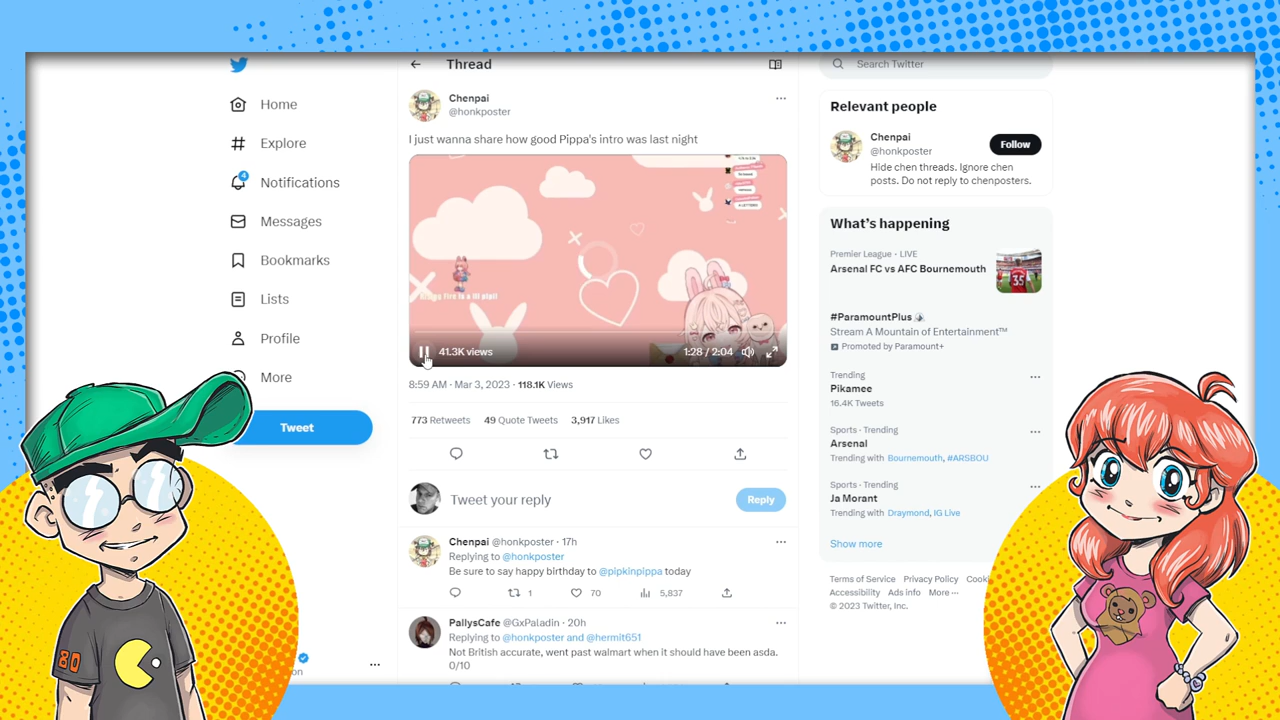 Home
Explore
4
Notifications
Messages
Bookmarks
Lists
Profile
More
Tweet
Thread
Chenpai
@honkposter
I just wanna share how good Pippa's intro was last night
41.3K views
1:28 / 2:04
8:59 AM · Mar 3, 2023 · 118.1K Views
773 Retweets 49 Quote Tweets 3,917 Likes
Tweet your reply
Reply
Chenpai @honkposter · 17h
Replying to @honkposter
Be sure to say happy birthday to @pipkinpippa today
1 70 5,837
PallysCafe @GxPaladin · 20h
Replying to @honkposter and @hermit651
Not British accurate, went past walmart when it should have been asda.
0/10
Search Twitter
Relevant people
Chenpai
@honkposter
Follow
Hide chen threads. Ignore chen
posts. Do not reply to chenposters.
What's happening
Premier League · LIVE
Arsenal FC vs AFC Bournemouth
35
#ParamountPlus
Stream A Mountain of Entertainment™
Promoted by Paramount+
Trending
Pikamee
16.4K Tweets
Sports · Trending
Arsenal
Trending with Bournemouth, #ARSBOU
Sports · Trending
Ja Morant
Trending with Draymond, IG Live
Show more
Terms of Service Privacy Policy Cooki
Accessibility Ads info More ···
© 2023 Twitter, Inc.
80
on